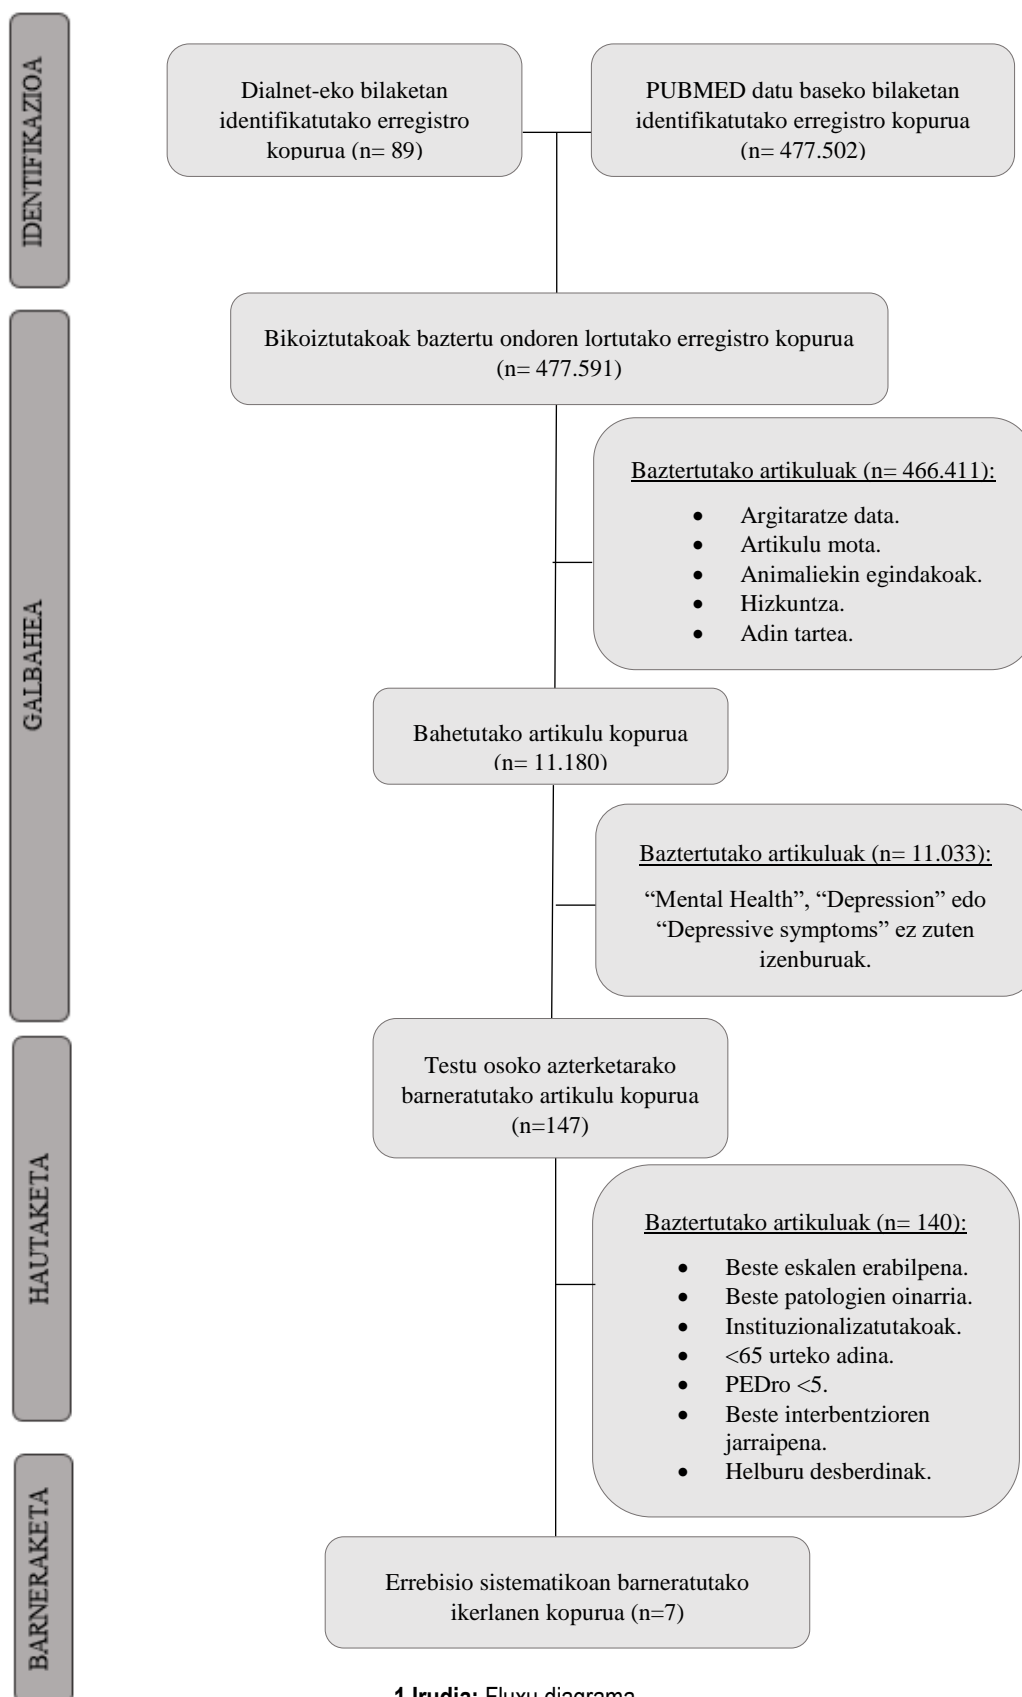 IDENTIFIKAZIOA
Dialnet-eko bilaketan
identifikatutako erregistro
kopurua (n= 89)
PUBMED datu baseko bilaketan
identifikatutako erregistro kopurua
(n= 477.502)
GALBAHEA
Bikoiztutakoak baztertu ondoren lortutako erregistro kopurua
(n= 477.591)
Baztertutako artikuluak (n= 466.411):
• Argitaratze data.
• Artikulu mota.
• Animaliekin egindakoak.
• Hizkuntza.
• Adin tartea.
Bahetutako artikulu kopurua
(n= 11.180)
Baztertutako artikuluak (n= 11.033):
“Mental Health”, “Depression” edo
“Depressive symptoms” ez zuten
izenburuak.
HAUTAKETA
Testu osoko azterketarako
barneratutako artikulu kopurua
(n=147)
Baztertutako artikuluak (n= 140):
• Beste eskalen erabilpena.
• Beste patologien oinarria.
• Instituzionalizatutakoak.
• <65 urteko adina.
• PEDro <5.
• Beste interbentzioren
jarraipena.
• Helburu desberdinak.
BARNERAKETA
Errebisio sistematikoan barneratutako
ikerlanen kopurua (n=7)
1.Irudia: Fluxu diagrama